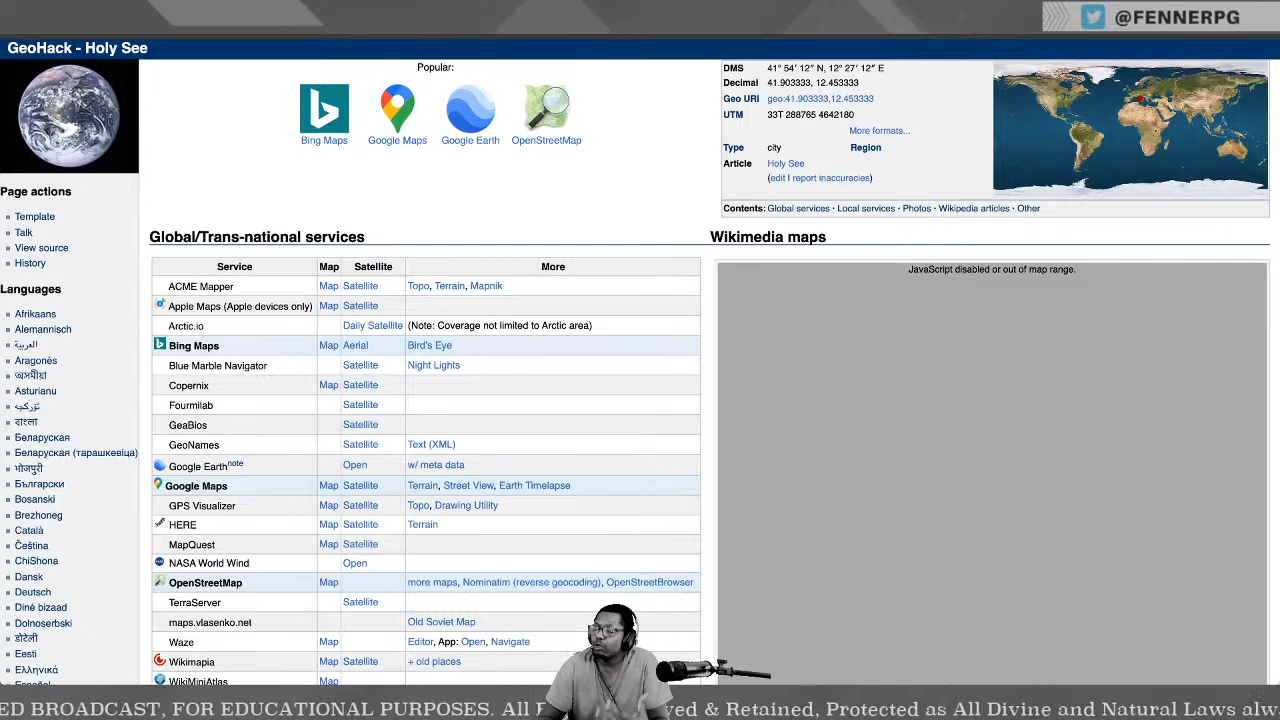 @FENNERPG
GeoHack - Holy See
Popular:
Bing Maps
Google Maps
Google Earth
OpenStreetMap
DMS 41° 54′ 12″ N, 12° 27′ 12″ E
Decimal 41.903333, 12.453333
Geo URI geo:41.903333,12.453333
UTM 33T 288765 4642180
More formats...
Type city Region
Article Holy See
(edit | report inaccuracies)
Contents: Global services · Local services · Photos · Wikipedia articles · Other
Page actions
Template
Talk
View source
History
Languages
Afrikaans
Alemannisch
العربية
Aragonés
অসমীয়া
Asturianu
تۆرکجه
বাংলা
Беларуская
Беларуская (тарашкевіца)
भोजपुरी
Български
Bosanski
Brezhoneg
Català
Čeština
ChiShona
Dansk
Deutsch
Diné bizaad
Dolnoserbski
डोटेली
Eesti
Ελληνικά
Español
Global/Trans-national services
Service Map Satellite More
ACME Mapper Map Satellite Topo, Terrain, Mapnik
Apple Maps (Apple devices only) Map Satellite
Arctic.io Daily Satellite (Note: Coverage not limited to Arctic area)
Bing Maps Map Aerial Bird's Eye
Blue Marble Navigator Satellite Night Lights
Copernix Map Satellite
Fourmilab Satellite
GeaBios Satellite
GeoNames Satellite Text (XML)
Google Earth note Open w/ meta data
Google Maps Map Satellite Terrain, Street View, Earth Timelapse
GPS Visualizer Map Satellite Topo, Drawing Utility
HERE Map Satellite Terrain
MapQuest Map Satellite
NASA World Wind Open
OpenStreetMap Map more maps, Nominatim (reverse geocoding), OpenStreetBrowser
TerraServer Satellite
maps.vlasenko.net Old Soviet Map
Waze Map Editor, App: Open, Navigate
Wikimapia Map Satellite + old places
WikiMiniAtlas Map
Wikimedia maps
JavaScript disabled or out of map range.
ED BROADCAST, FOR EDUCATIONAL PURPOSES. All ved & Retained, Protected as All Divine and Natural Laws alw